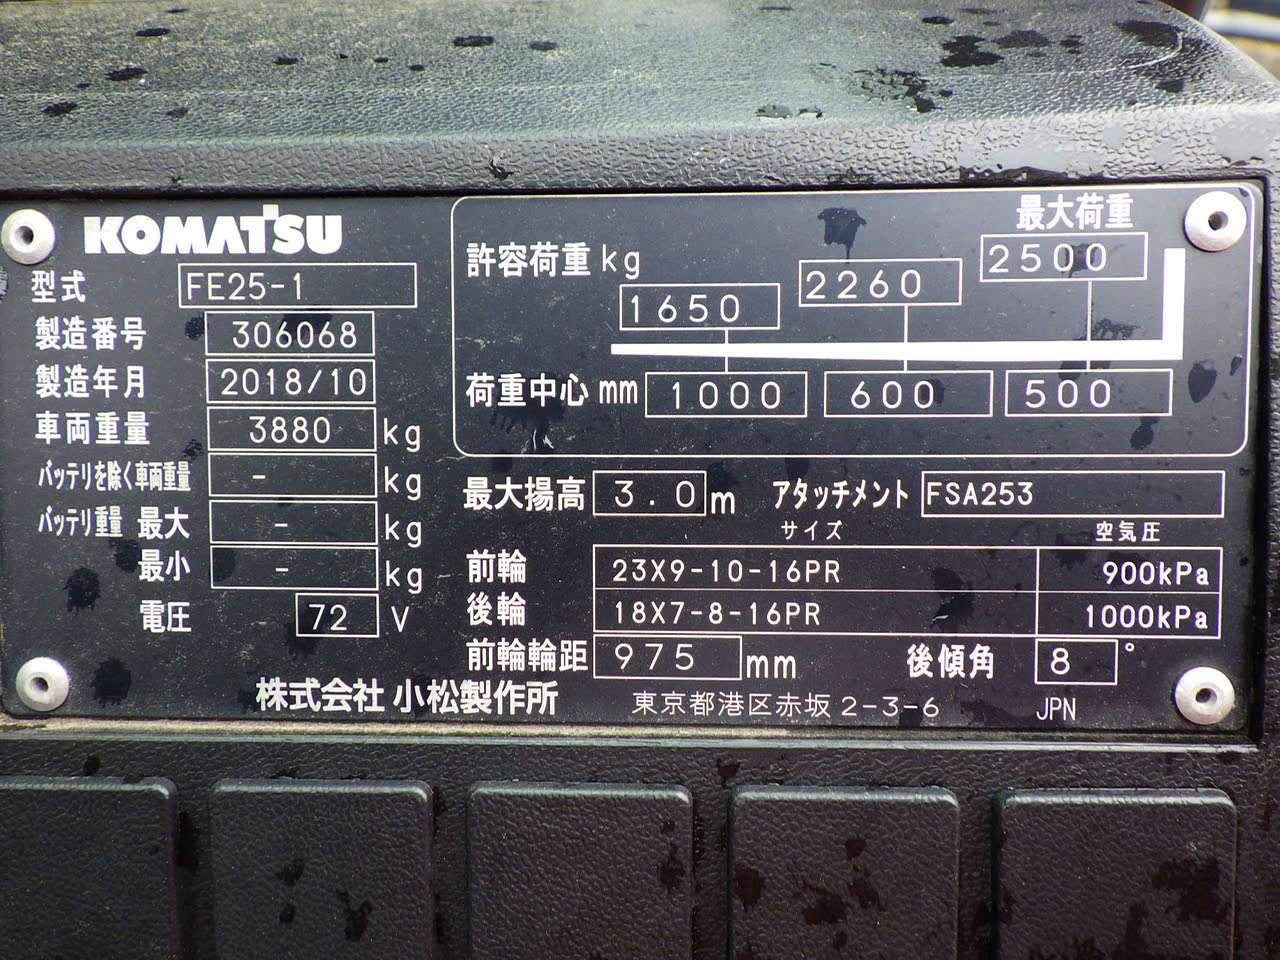 KOMATSU
型式 FE25-1
製造番号 306068
製造年月 2018/10
車両重量 3880 kg
バッテリを除く車両重量 - kg
バッテリ重量 最大 - kg
最小 - kg
電圧 72 V
最大荷重
許容荷重 kg 1650 2260 2500
荷重中心 mm 1000 600 500
最大揚高 3.0 m アタッチメント FSA253
サイズ 空気圧
前輪 23X9-10-16PR 900kPa
後輪 18X7-8-16PR 1000kPa
前輪輪距 975 mm 後傾角 8 °
株式会社 小松製作所 東京都港区赤坂 2-3-6 JPN